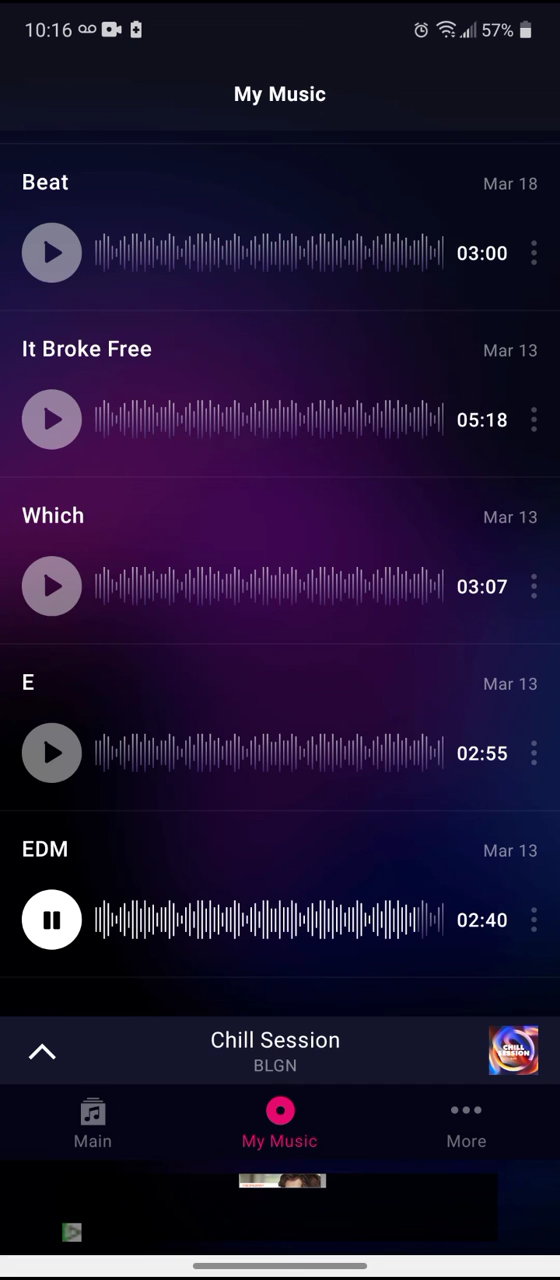 10:16
57%
My Music
Beat
Mar 18
03:00
It Broke Free
Mar 13
05:18
Which
Mar 13
03:07
E
Mar 13
02:55
EDM
Mar 13
02:40
Chill Session
BLGN
CHILL
SESSION
Main
My Music
More